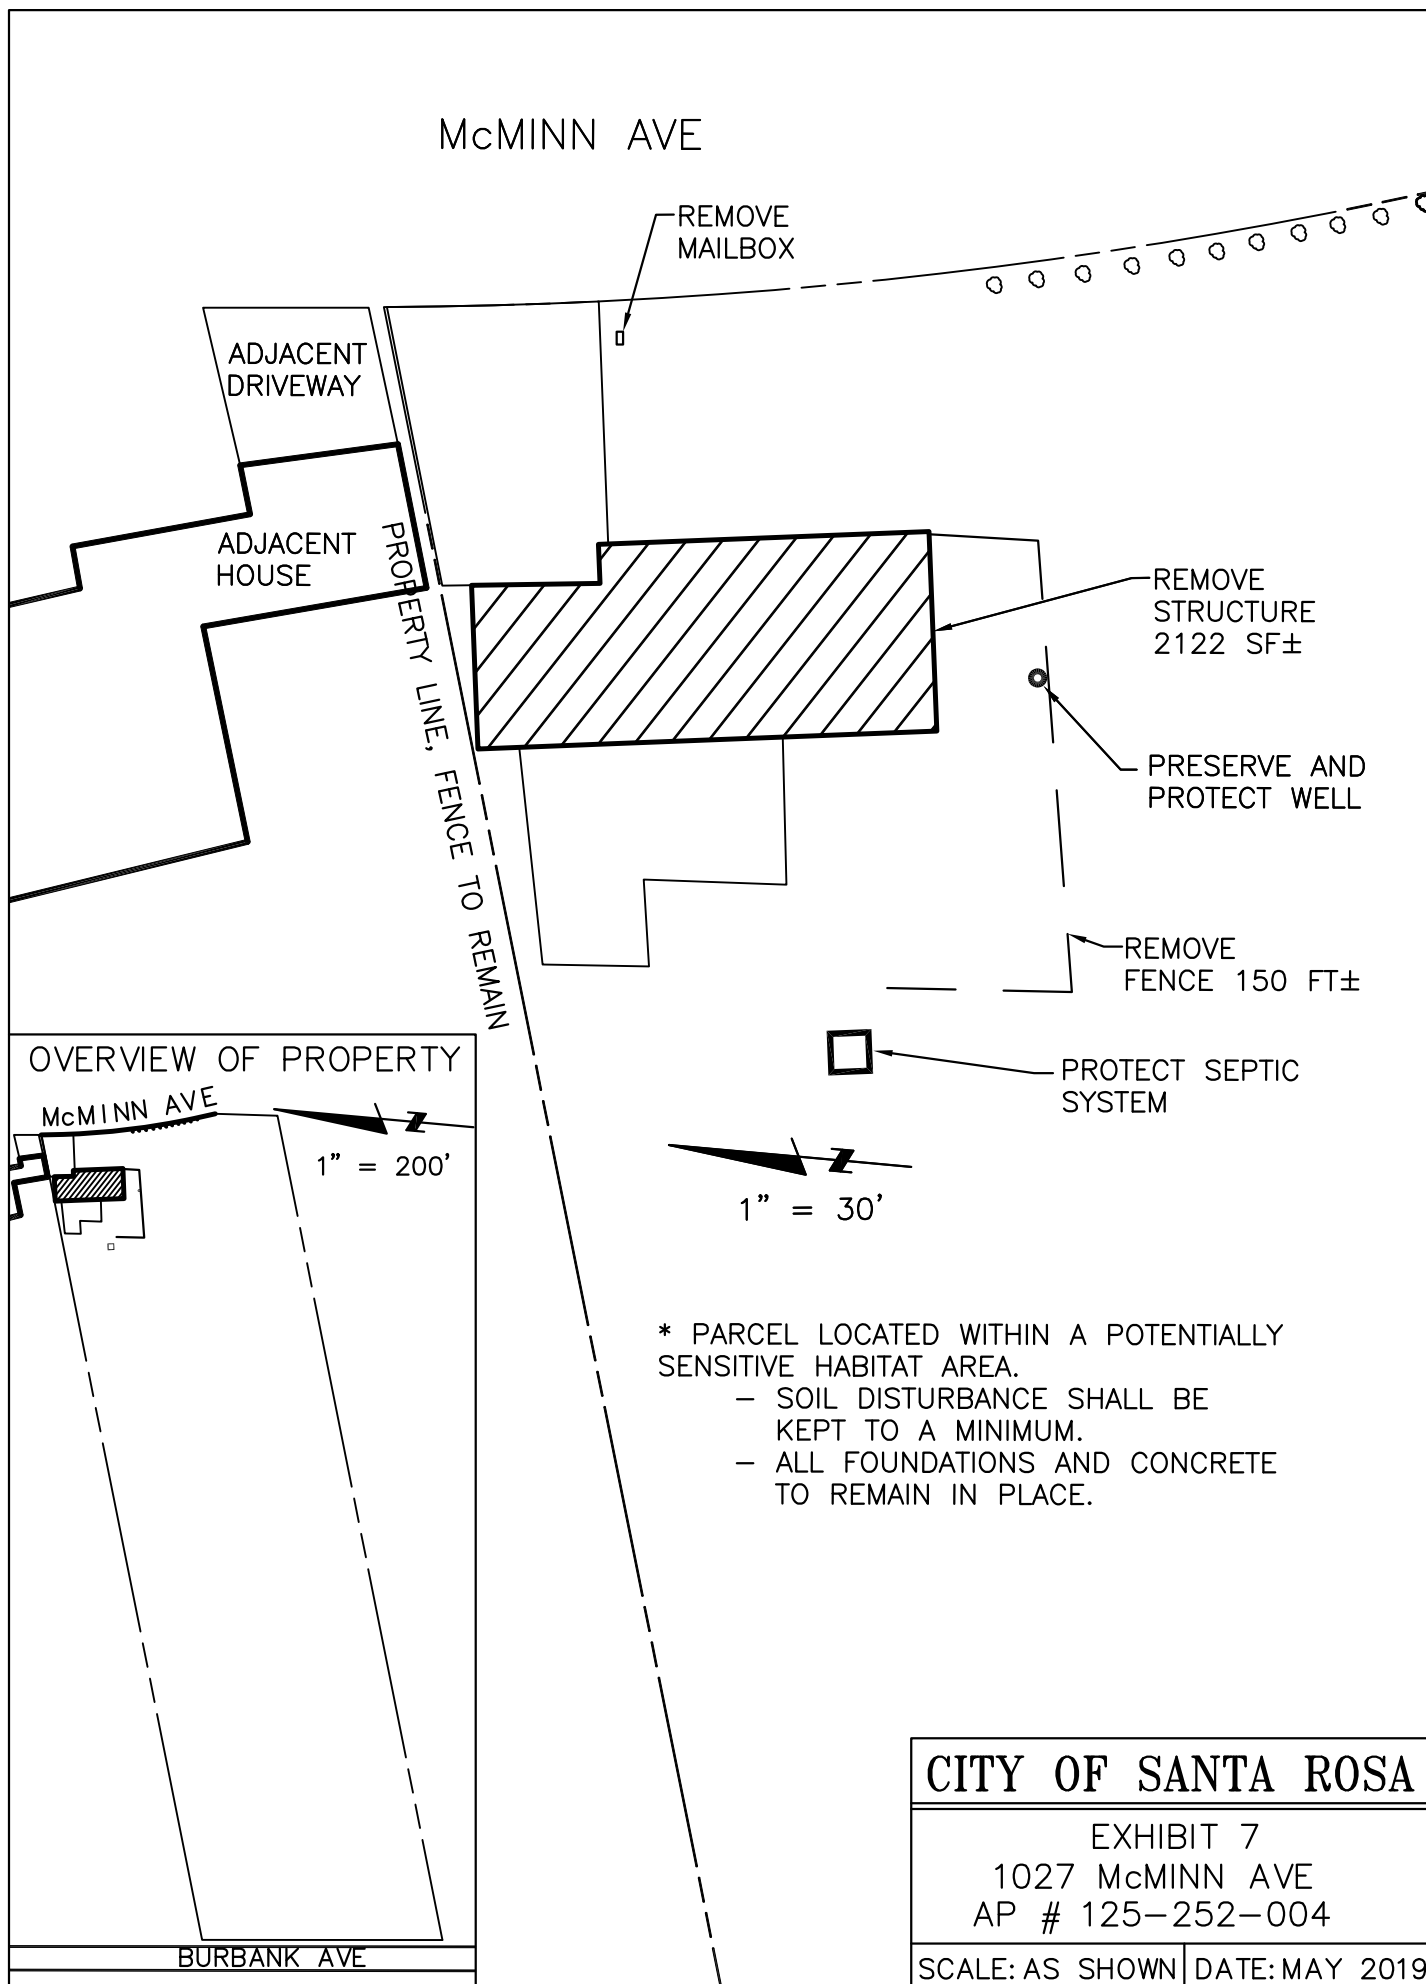 McMINN AVE
REMOVE
MAILBOX
ADJACENT
DRIVEWAY
ADJACENT
HOUSE
PROPERTY LINE, FENCE TO REMAIN
REMOVE
STRUCTURE
2122 SF±
PRESERVE AND
PROTECT WELL
REMOVE
FENCE 150 FT±
PROTECT SEPTIC
SYSTEM
OVERVIEW OF PROPERTY
McMINN AVE
Z
1” = 200’
BURBANK AVE
Z
1” = 30’
* PARCEL LOCATED WITHIN A POTENTIALLY
SENSITIVE HABITAT AREA.
– SOIL DISTURBANCE SHALL BE
KEPT TO A MINIMUM.
– ALL FOUNDATIONS AND CONCRETE
TO REMAIN IN PLACE.
CITY OF SANTA ROSA
EXHIBIT 7
1027 McMINN AVE
AP # 125–252–004
SCALE: AS SHOWN DATE: MAY 2019